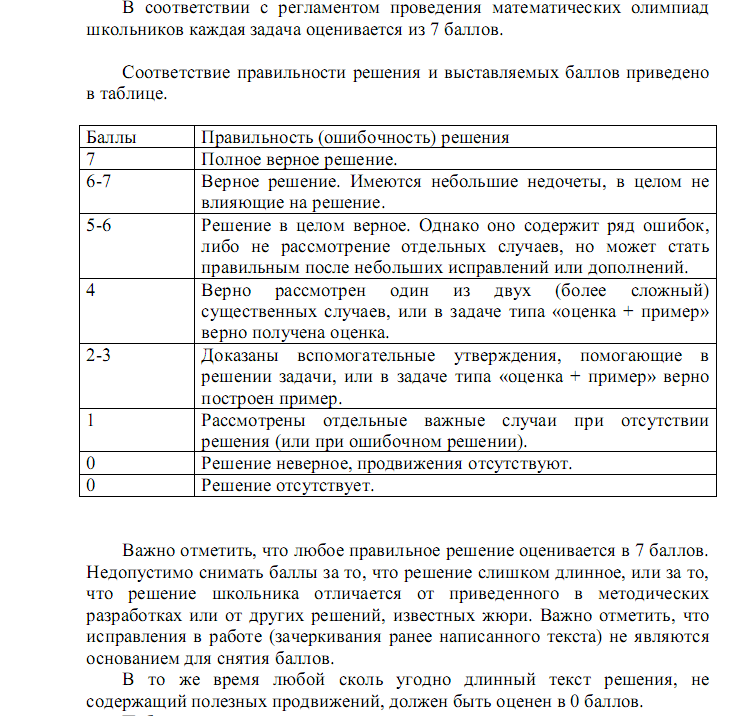 В соответствии с регламентом проведения математических олимпиад
школьников каждая задача оценивается из 7 баллов.
Соответствие правильности решения и выставляемых баллов приведено
в таблице.
Баллы Правильность (ошибочность) решения
7 Полное верное решение.
6-7 Верное решение. Имеются небольшие недочеты, в целом не
влияющие на решение.
5-6 Решение в целом верное. Однако оно содержит ряд ошибок,
либо не рассмотрение отдельных случаев, но может стать
правильным после небольших исправлений или дополнений.
4 Верно рассмотрен один из двух (более сложный)
существенных случаев, или в задаче типа «оценка + пример»
верно получена оценка.
2-3 Доказаны вспомогательные утверждения, помогающие в
решении задачи, или в задаче типа «оценка + пример» верно
построен пример.
1 Рассмотрены отдельные важные случаи при отсутствии
решения (или при ошибочном решении).
0 Решение неверное, продвижения отсутствуют.
0 Решение отсутствует.
Важно отметить, что любое правильное решение оценивается в 7 баллов.
Недопустимо снимать баллы за то, что решение слишком длинное, или за то,
что решение школьника отличается от приведенного в методических
разработках или от других решений, известных жюри. Важно отметить, что
исправления в работе (зачеркивания ранее написанного текста) не являются
основанием для снятия баллов.
В то же время любой сколь угодно длинный текст решения, не
содержащий полезных продвижений, должен быть оценен в 0 баллов.